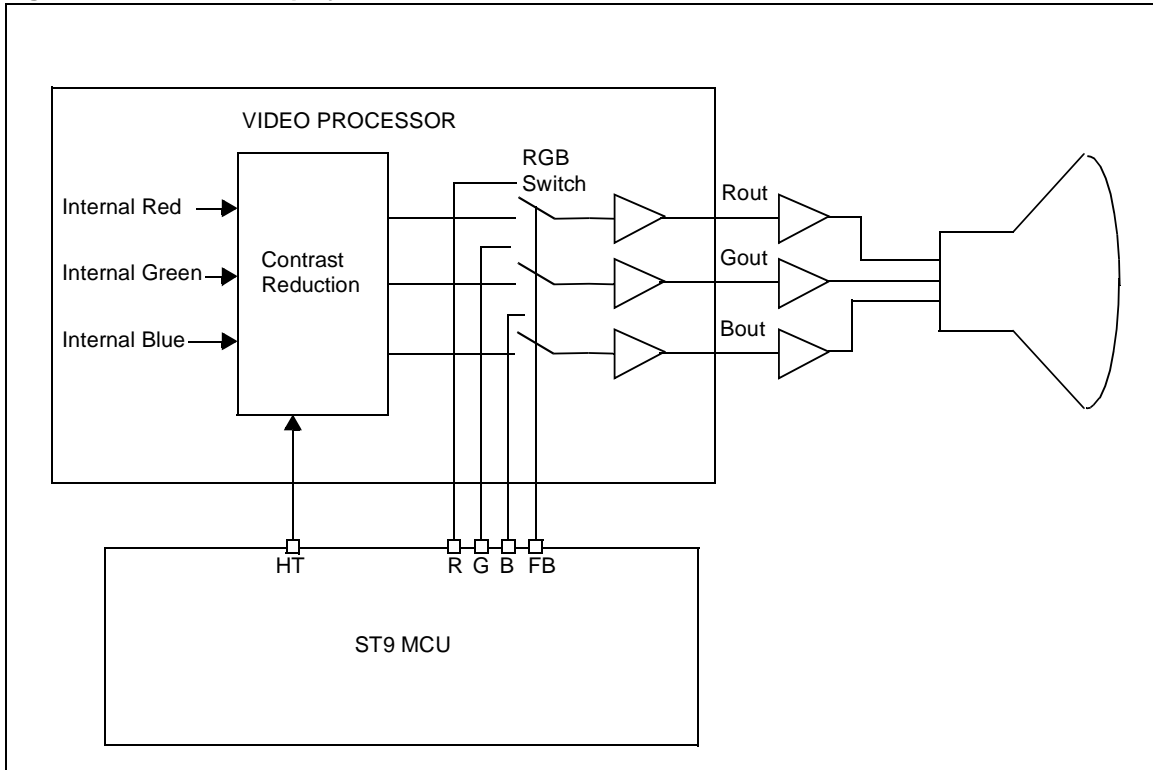 VIDEO PROCESSOR
RGB
Switch
Internal Red
Internal Green
Internal Blue
Contrast
Reduction
Rout
Gout
Bout
HT
R G B FB
ST9 MCU